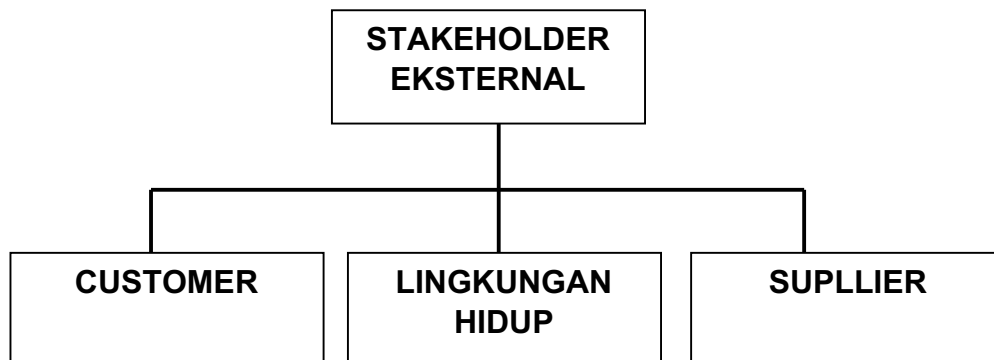 STAKEHOLDER
EKSTERNAL
CUSTOMER
LINGKUNGAN
HIDUP
SUPLLIER